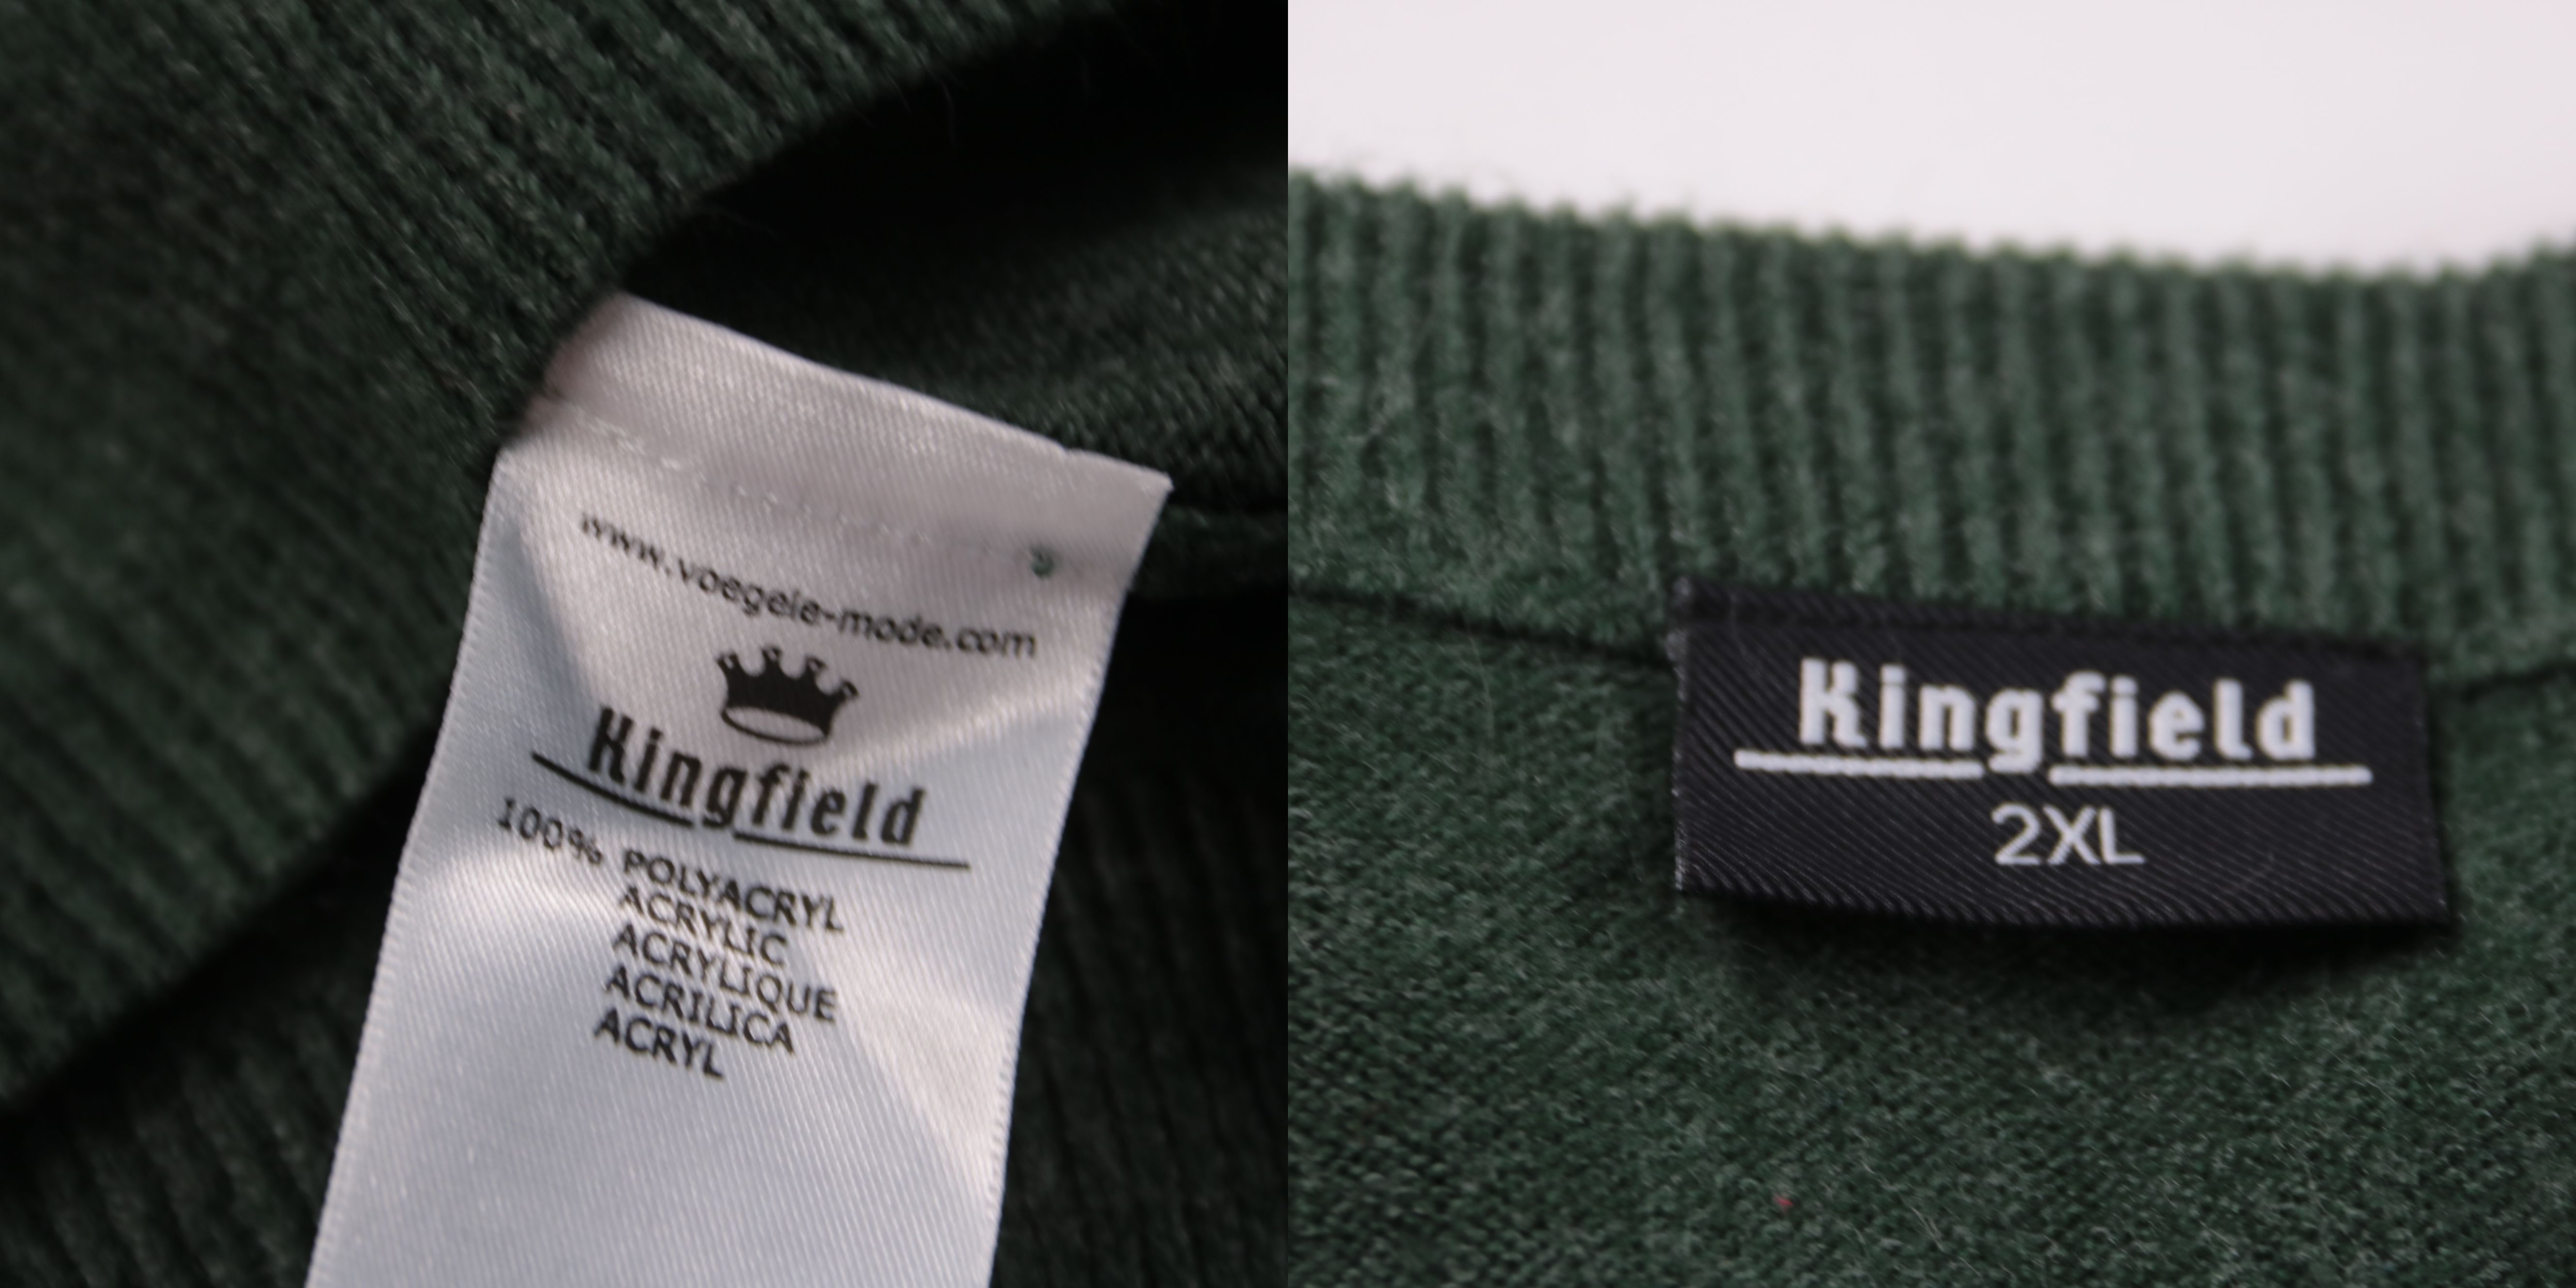 www.voegele-mode.com
Kingfield
100% POLYACRYL
ACRYLIC
ACRYLIQUE
ACRILICA
ACRYL
Kingfield
2XL